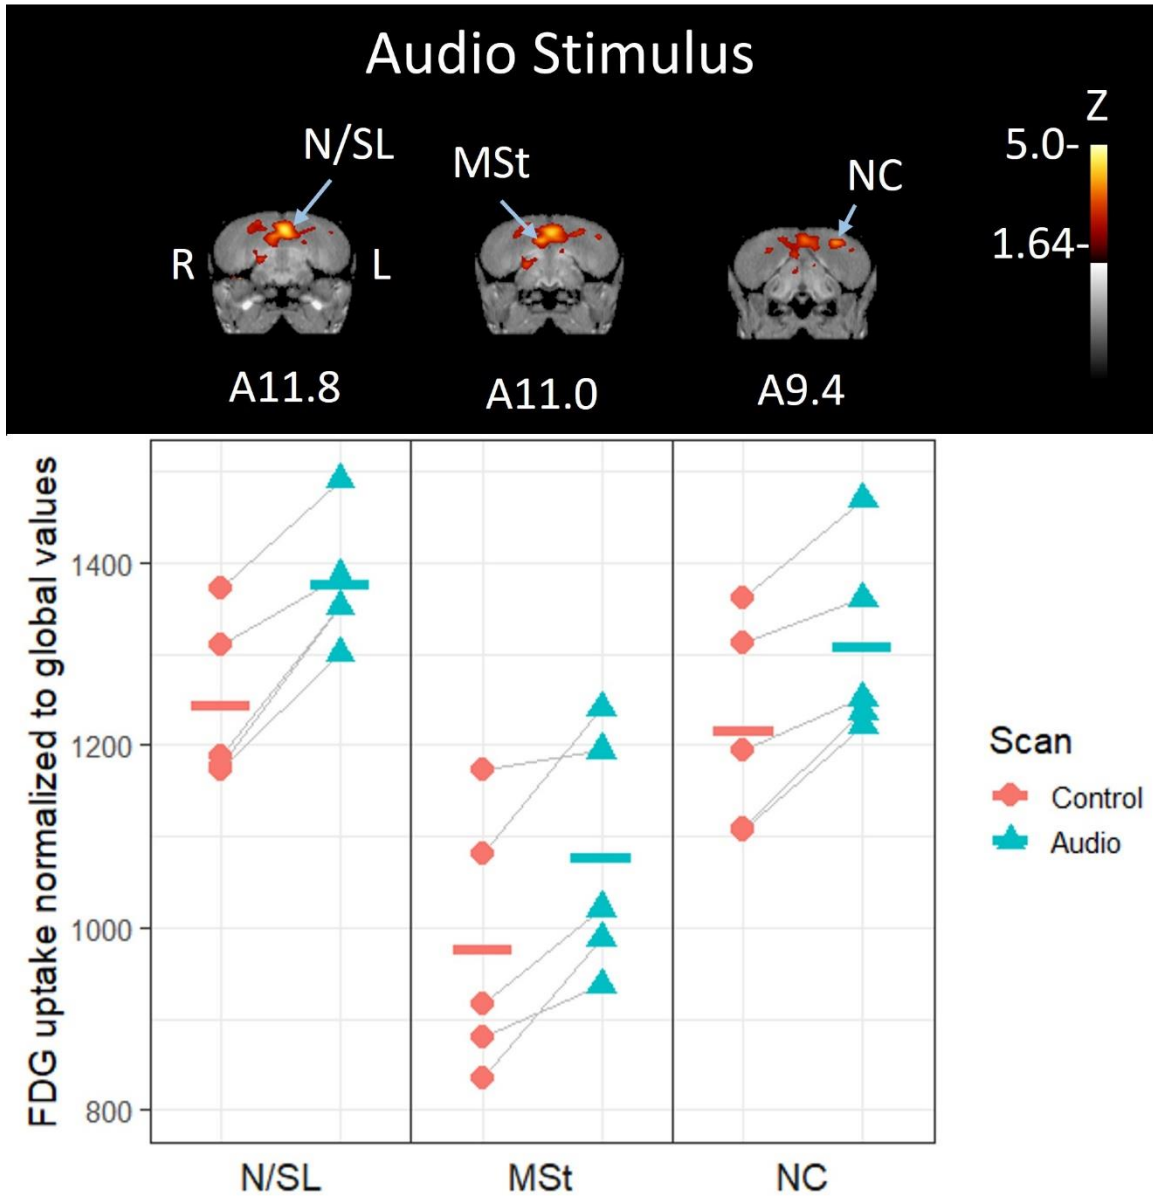 Audio Stimulus
Z
N/SL
MSt
NC
5.0-
1.64-
R
L
A11.8
A11.0
A9.4
FDG uptake normalized to global values
1400
1200
1000
800
N/SL
MSt
NC
Scan
Control
Audio